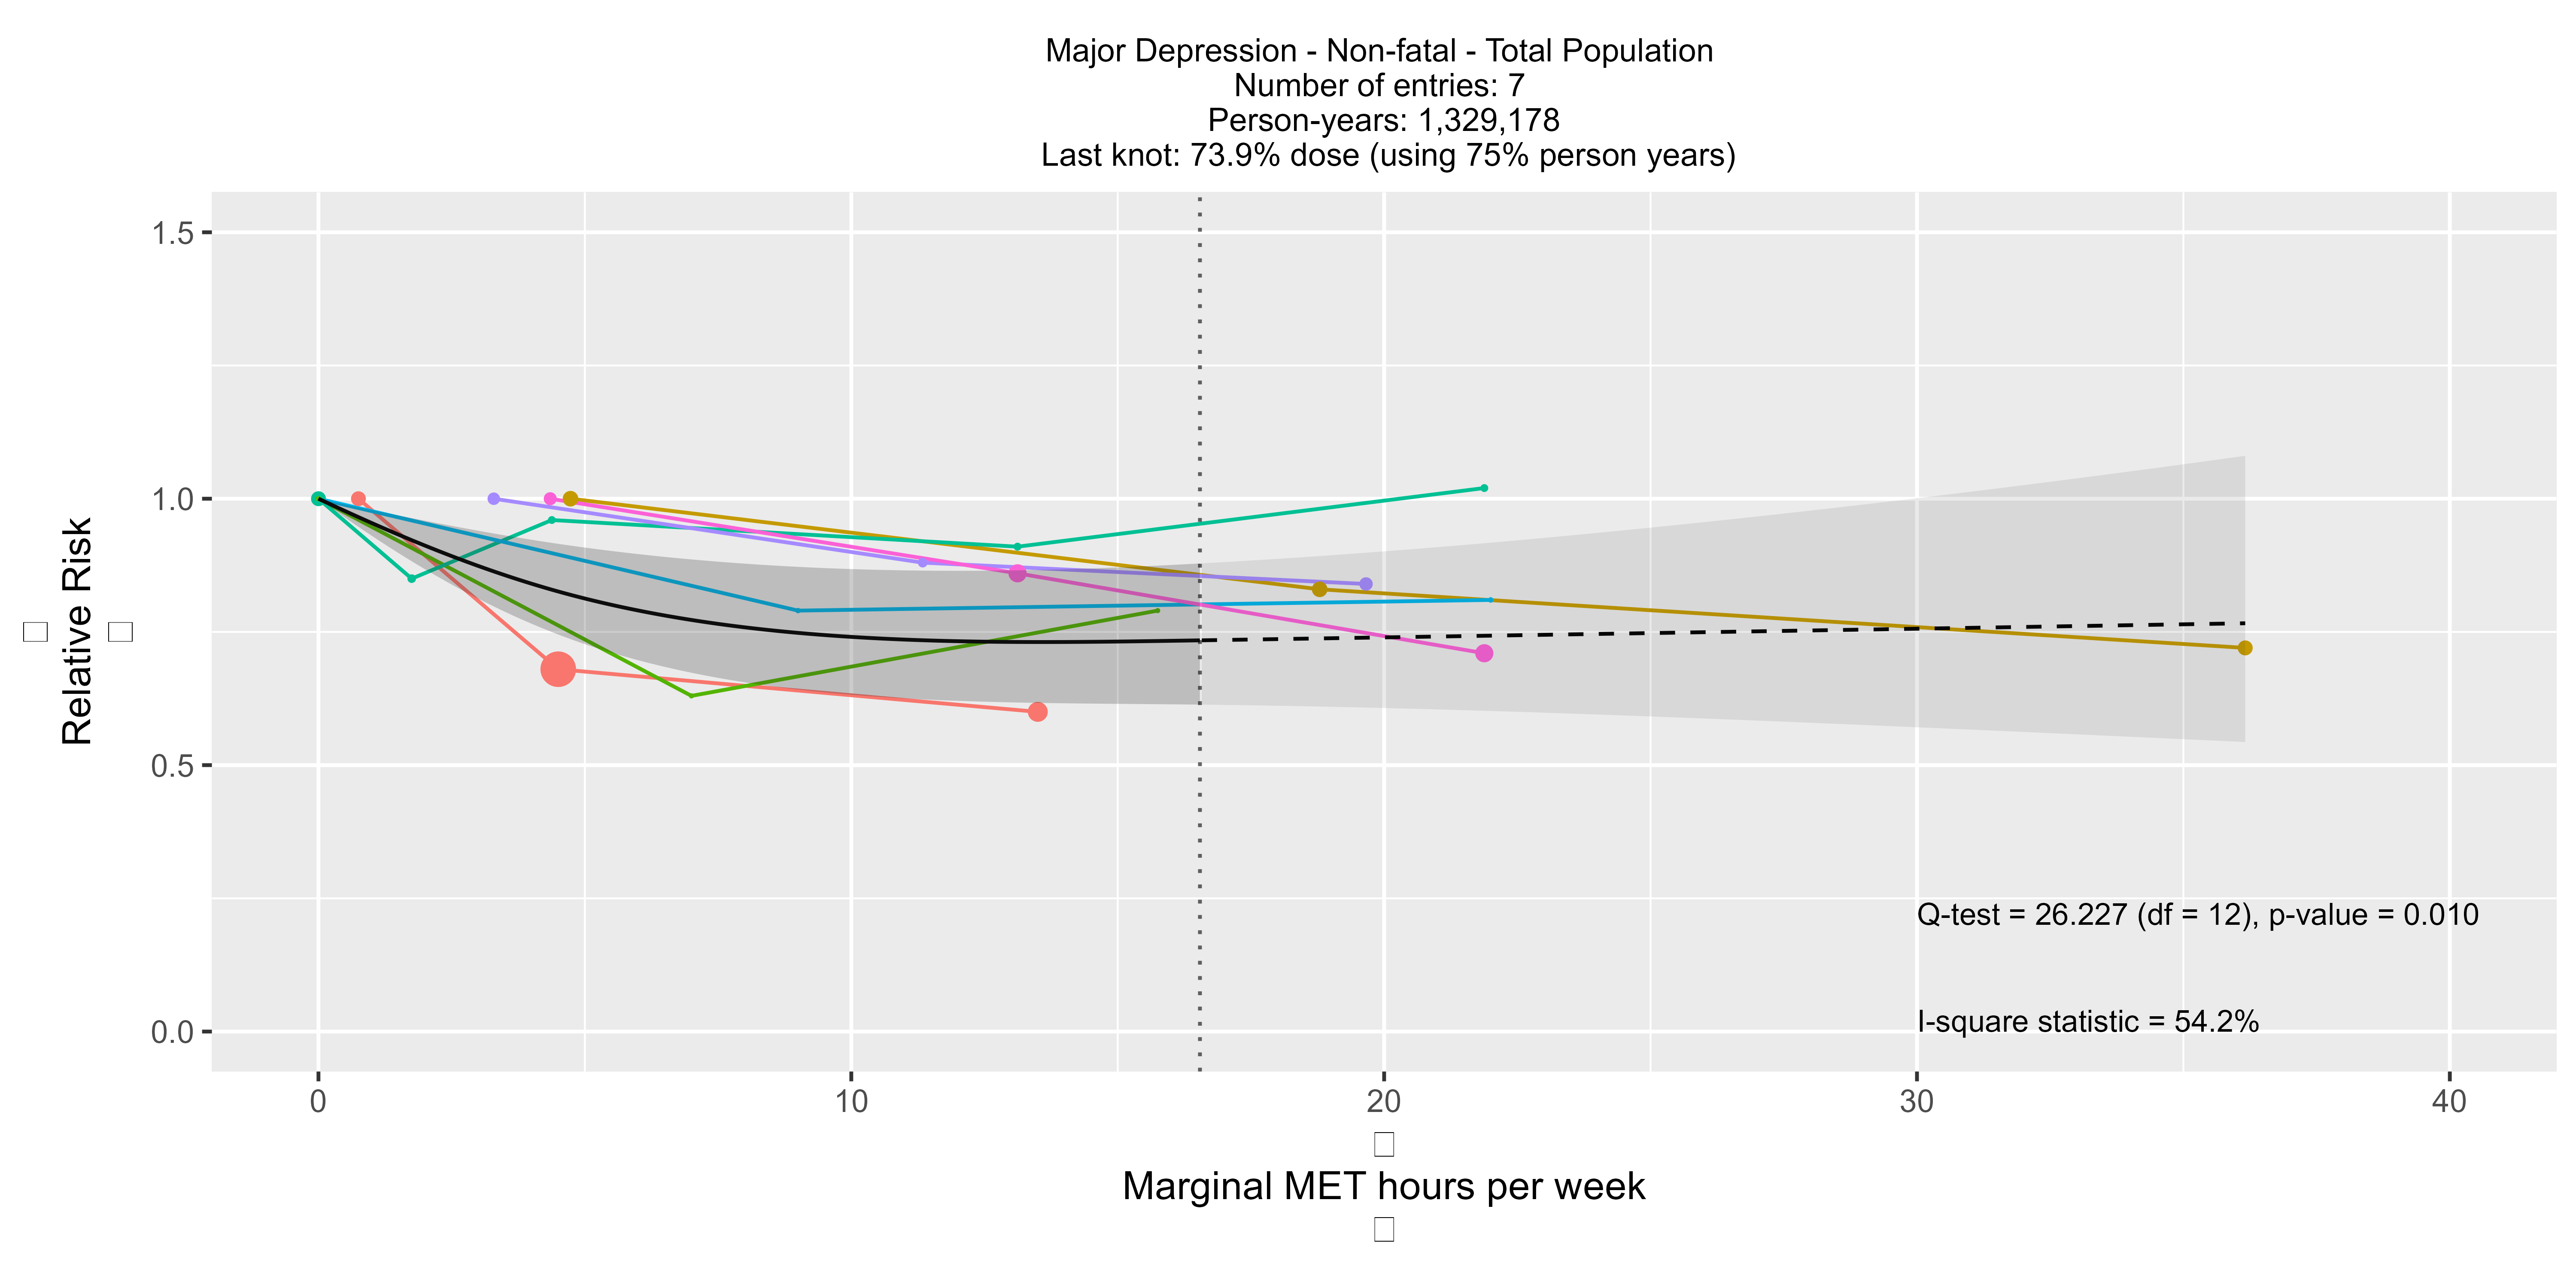 Major Depression - Non-fatal - Total Population
Number of entries: 7
Person-years: 1,329,178
Last knot: 73.9% dose (using 75% person years)
1.5
1.0
0.5
0.0
Relative Risk
Q-test = 26.227 (df = 12), p-value = 0.010
I-square statistic = 54.2%
0 10 20 30 40
Marginal MET hours per week